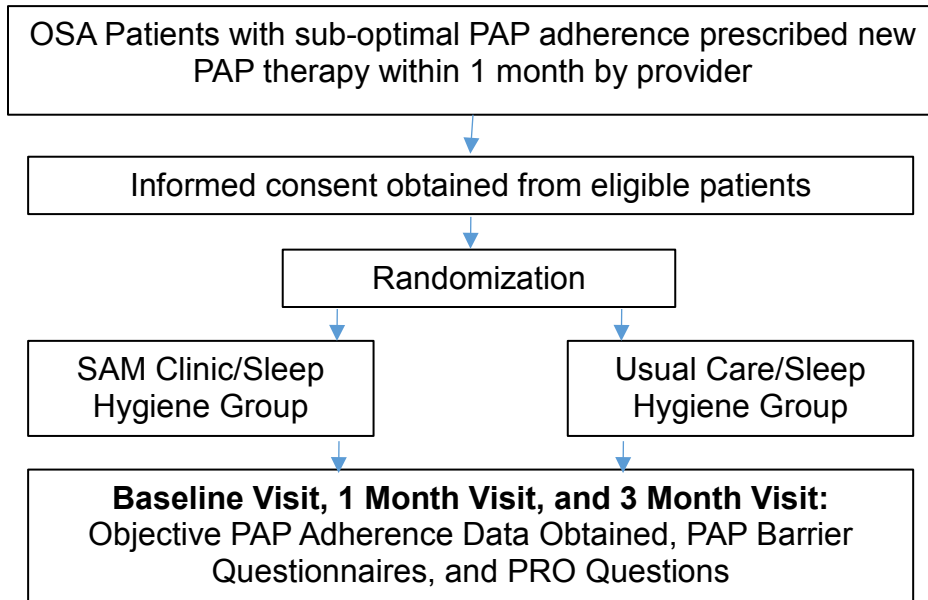 OSA Patients with sub-optimal PAP adherence prescribed new
PAP therapy within 1 month by provider
Informed consent obtained from eligible patients
Randomization
SAM Clinic/Sleep
Hygiene Group
Usual Care/Sleep
Hygiene Group
Baseline Visit, 1 Month Visit, and 3 Month Visit:
Objective PAP Adherence Data Obtained, PAP Barrier
Questionnaires, and PRO Questions